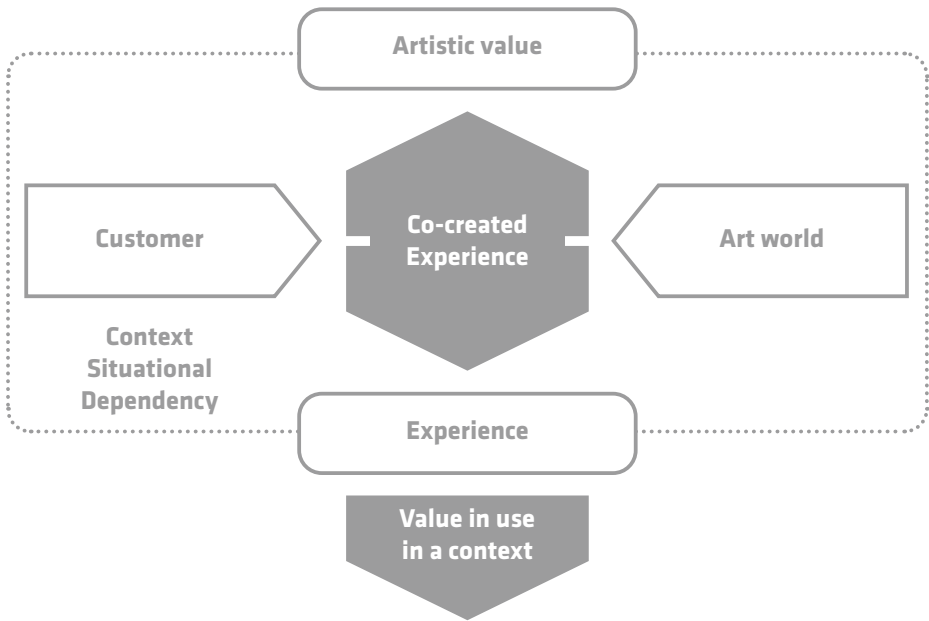 Artistic value
Customer
Co-created
Experience
Art world
Context
Situational
Dependency
Experience
Value in use
in a context